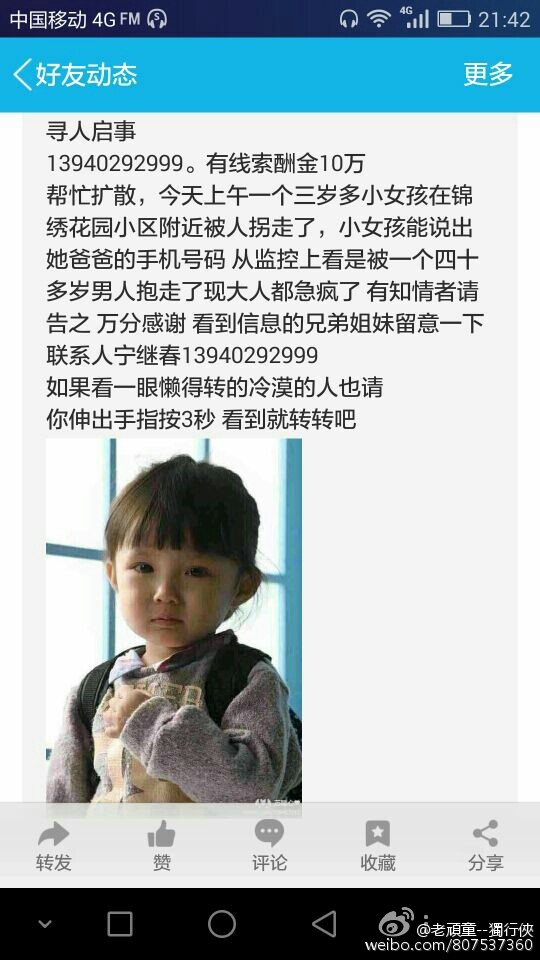 中国移动 4G FM
4G
21:42
好友动态
更多
寻人启事
13940292999。有线索酬金10万
帮忙扩散，今天上午一个三岁多小女孩在锦
绣花园小区附近被人拐走了，小女孩能说出
她爸爸的手机号码 从监控上看是被一个四十
多岁男人抱走了现大人都急疯了 有知情者请
告之 万分感谢 看到信息的兄弟姐妹留意一下
联系人宁继春13940292999
如果看一眼懒得转的冷漠的人也请
你伸出手指按3秒 看到就转转吧
转发
赞
评论
收藏
分享
@老頑童--獨行俠
weibo.com/807537360